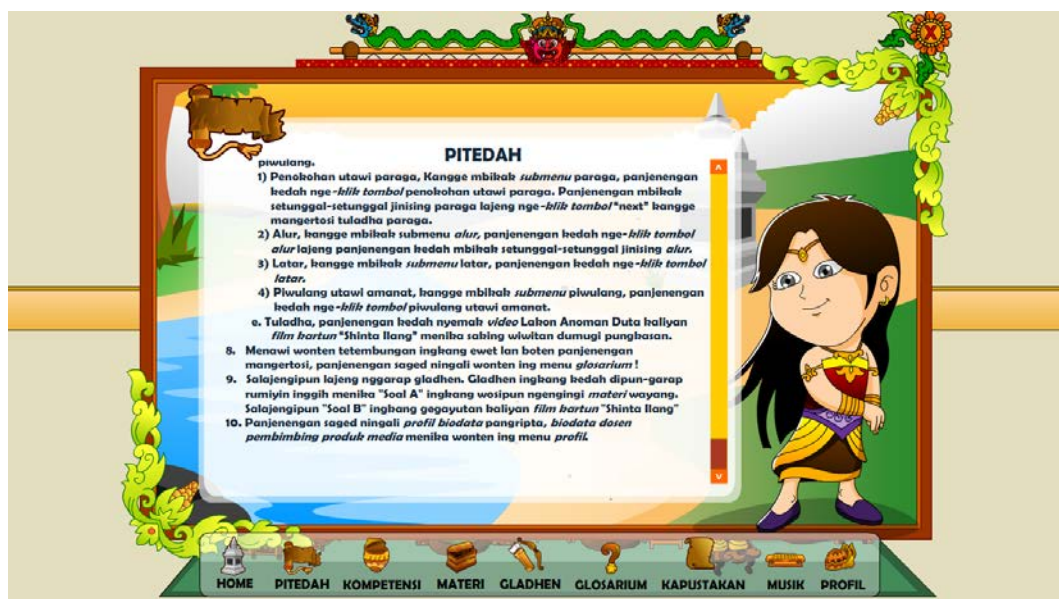 PITEDAH
piwulang.
1) Penokohan utawi paraga, Kangge mbikak submenu paraga, panjenengan
kedah nge-klik tombol penokohan utawi paraga. Panjenengan mbikak
setunggal-setunggal jinising paraga lajeng nge-klik tombol "next" kangge
mangertosi tuladha paraga.
2) Alur, kangge mbikak submenu alur, panjenengan kedah nge-klik tombol
alur lajeng panjenengan kedah mbikak setunggal-setunggal jinising alur.
3) Latar, kangge mbikak submenu latar, panjenengan kedah nge-klik tombol
latar.
4) Piwulang utawi amanat, kangge mbikak submenu piwulang, panjenengan
kedah nge-klik tombol piwulang utawi amanat.
e. Tuladha, panjenengan kedah nyemak video Lakon Anoman Duta kaliyan
film kartun "Shinta Ilang" menika saking wiwitan dumugi pungkasan.
8. Menawi wonten tetembungan ingkang ewet lan boten panjenengan
mangertosi, panjenengan saged ningali wonten ing menu glosarium !
9. Salajengipun lajeng nggarap gladhen. Gladhen ingkang kedah dipun-garap
rumiyin inggih menika "Soal A" ingkang wosipun ngengingi materi wayang.
Salajengipun "Soal B" ingkang gegayutan kaliyan film kartun "Shinta Ilang"
10. Panjenengan saged ningali profil biodata pangripta, biodata dosen
pembimbing produk media menika wonten ing menu profil.
HOME PITEDAH KOMPETENSI MATERI GLADHEN GLOSARIUM KAPUSTAKAN MUSIK PROFIL